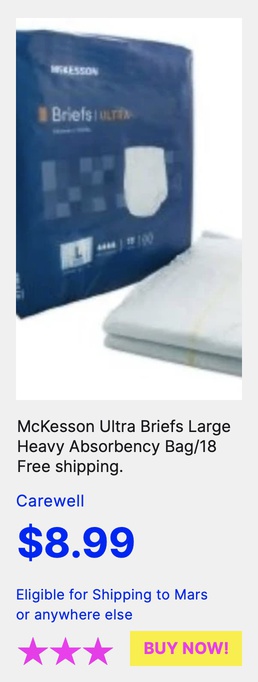 McKESSON
Briefs | ULTRA
L
McKesson Ultra Briefs Large
Heavy Absorbency Bag/18
Free shipping.
Carewell
$8.99
Eligible for Shipping to Mars
or anywhere else
BUY NOW!